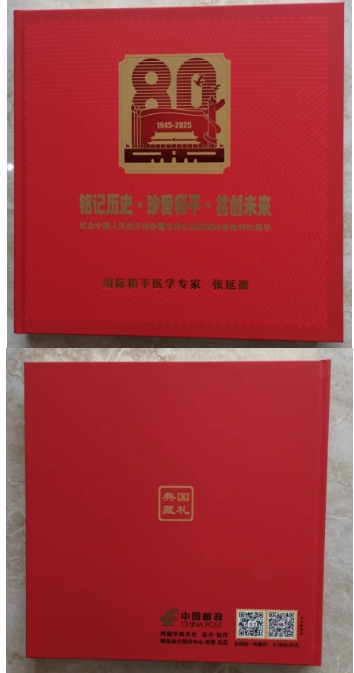 80
1945-2025
铭记历史·珍爱和平·共创未来
纪念中国人民抗日战争暨世界反法西斯战争胜利80周年
国际和平医学专家 张延德
典国
藏礼
中国邮政
CHINA POST